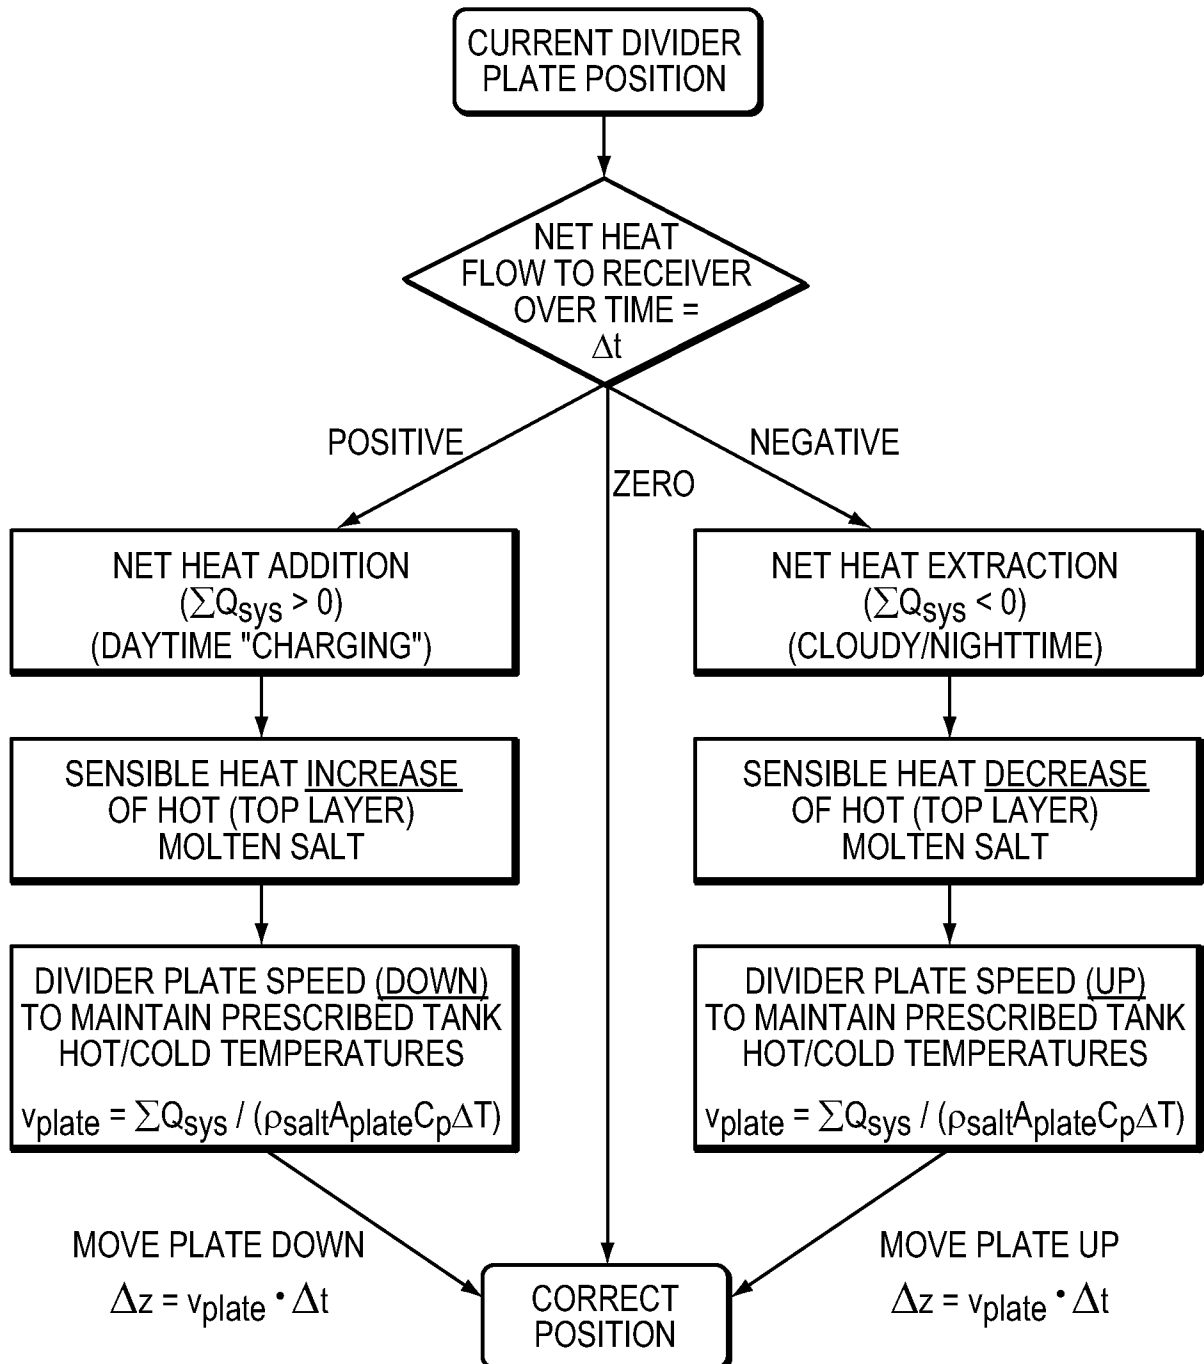 CURRENT DIVIDER
PLATE POSITION
NET HEAT
FLOW TO RECEIVER
OVER TIME =
Δt
POSITIVE
ZERO
NEGATIVE
NET HEAT ADDITION
(∑Qsys > 0)
(DAYTIME "CHARGING")
SENSIBLE HEAT INCREASE
OF HOT (TOP LAYER)
MOLTEN SALT
DIVIDER PLATE SPEED (DOWN)
TO MAINTAIN PRESCRIBED TANK
HOT/COLD TEMPERATURES
vplate = ∑Qsys / (ρsaltAplateCpΔT)
MOVE PLATE DOWN
Δz = vplate • Δt
NET HEAT EXTRACTION
(∑Qsys < 0)
(CLOUDY/NIGHTTIME)
SENSIBLE HEAT DECREASE
OF HOT (TOP LAYER)
MOLTEN SALT
DIVIDER PLATE SPEED (UP)
TO MAINTAIN PRESCRIBED TANK
HOT/COLD TEMPERATURES
vplate = ∑Qsys / (ρsaltAplateCpΔT)
MOVE PLATE UP
Δz = vplate • Δt
CORRECT
POSITION